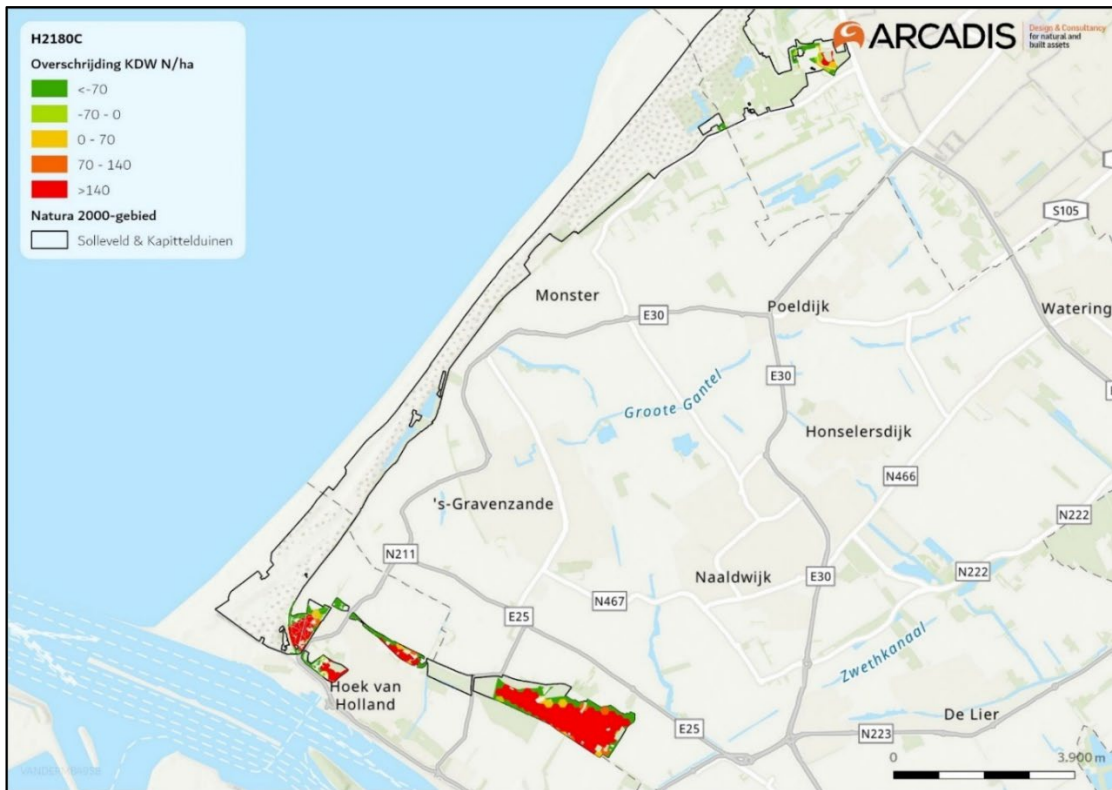 H2180C
Overschrijding KDW N/ha
<-70
-70 - 0
0 - 70
70 - 140
>140
Natura 2000-gebied
Solleveld & Kapittelduinen
ARCADIS
Design & Consultancy
for natural and
built assets
S105
Monster
E30
Poeldijk
Watering
Groote Gantel
E30
Honselersdijk
N466
's-Gravenzande
N222
N211
Naaldwijk
E30
N222
N467
E25
Zwethkanaal
Hoek van
Holland
De Lier
E25
N223
0
3.900 m